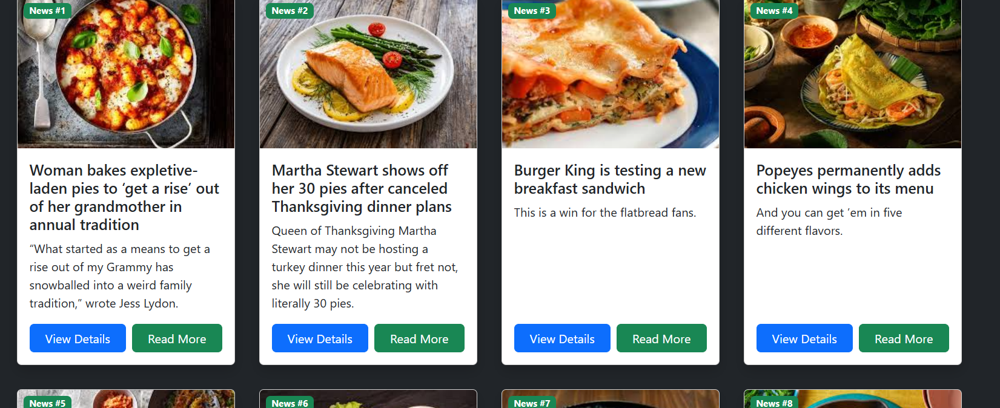 News #1
Woman bakes expletive-
laden pies to ‘get a rise’ out
of her grandmother in
annual tradition
“What started as a means to get a
rise out of my Grammy has
snowballed into a weird family
tradition,” wrote Jess Lydon.
View Details
Read More
News #2
Martha Stewart shows off
her 30 pies after canceled
Thanksgiving dinner plans
Queen of Thanksgiving Martha
Stewart may not be hosting a
turkey dinner this year but fret not,
she will still be celebrating with
literally 30 pies.
View Details
Read More
News #3
Burger King is testing a new
breakfast sandwich
This is a win for the flatbread fans.
View Details
Read More
News #4
Popeyes permanently adds
chicken wings to its menu
And you can get ’em in five
different flavors.
View Details
Read More
News #5
News #6
News #7
News #8